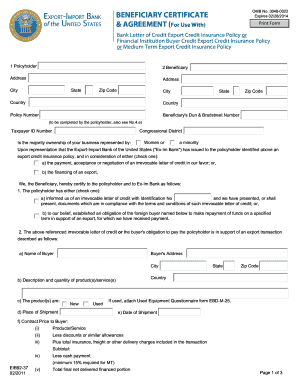 EXPORT-IMPORT BANK
OF THE UNITED STATES
BENEFICIARY CERTIFICATE
& AGREEMENT (For Use With)
OMB No. 3048-0023
Expires 02/28/2014
Print Form
Bank Letter of Credit Export Credit Insurance Policy or
Financial Institution Buyer Credit Export Credit Insurance Policy
or Medium Term Export Credit Insurance Policy
1 Policyholder
2 Beneficiary
Address
Address
City State Zip Code
City State Zip Code
Country
Country
Policy Number
Beneficiary's Dun & Bradstreet Number
(to be completed by the policyholder, also see No.4.a)
Taxpayer ID Number
Congressional District
Is the majority ownership of your business represented by: Women or a minority
Upon representation that the Export-Import Bank of the United States ("Ex-Im Bank") has issued to the policyholder identified above an
export credit insurance policy, and in consideration of either (check one):
a) the payment, acceptance or negotiation of an irrevocable letter of credit in our favor; or,
b) the financing of an export,
We, the Beneficiary, hereby certify to the policyholder and to Ex-Im Bank as follows:
1. The policyholder has either (check one):
a) informed us of an irrevocable letter of credit with identification No and we have presented, or shall
present, documents which are in compliance with the terms and conditions of such irrevocable letter of credit; or,
b) to our belief, established an obligation of the foreign buyer named below to make repayment of funds on a specified
term in support of an export, for which we have received payment.
2. The above referenced irrevocable letter of credit or the buyer's obligation to pay the policyholder is in support of an export transaction
described as follows:
a) Name of Buyer
Buyer's Address
City State Zip Code
b) Description and quantity of product(s)/service(s)
Country
c) The product(s) are: New Used If used, attach Used Equipment Questionnaire form EIB0-M-25.
d) Place of Shipment
e) Date of Shipment
f) Contract Price to Buyer:
(i) Products/Service
(ii) Less discounts or similar allowances
(iii) Plus total insurance, freight or other delivery charges included in the transaction
Subtotal:
(iv) Less cash payment
(minimum 15% required for MT)
(v) Total final net delivered financed portion
EIB92-37
02/2011
Page 1 of 3